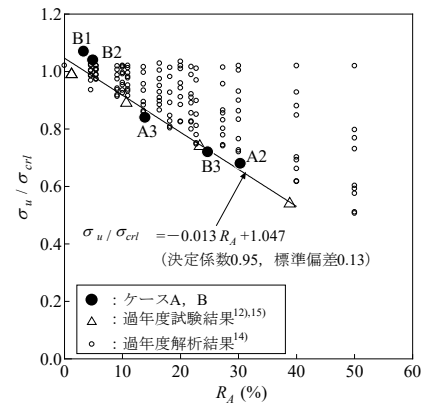 1.2
1.0
0.8
0.6
0.4
0.2
0.0
σu / σcrl
B1
B2
A3
B3
A2
σu / σcrl =−0.013 RA +1.047
（決定係数0.95，標準偏差0.13）
● : ケースA，B
△ : 過年度試験結果12),15)
○ : 過年度解析結果14)
0 10 20 30 40 50 60
RA (%)